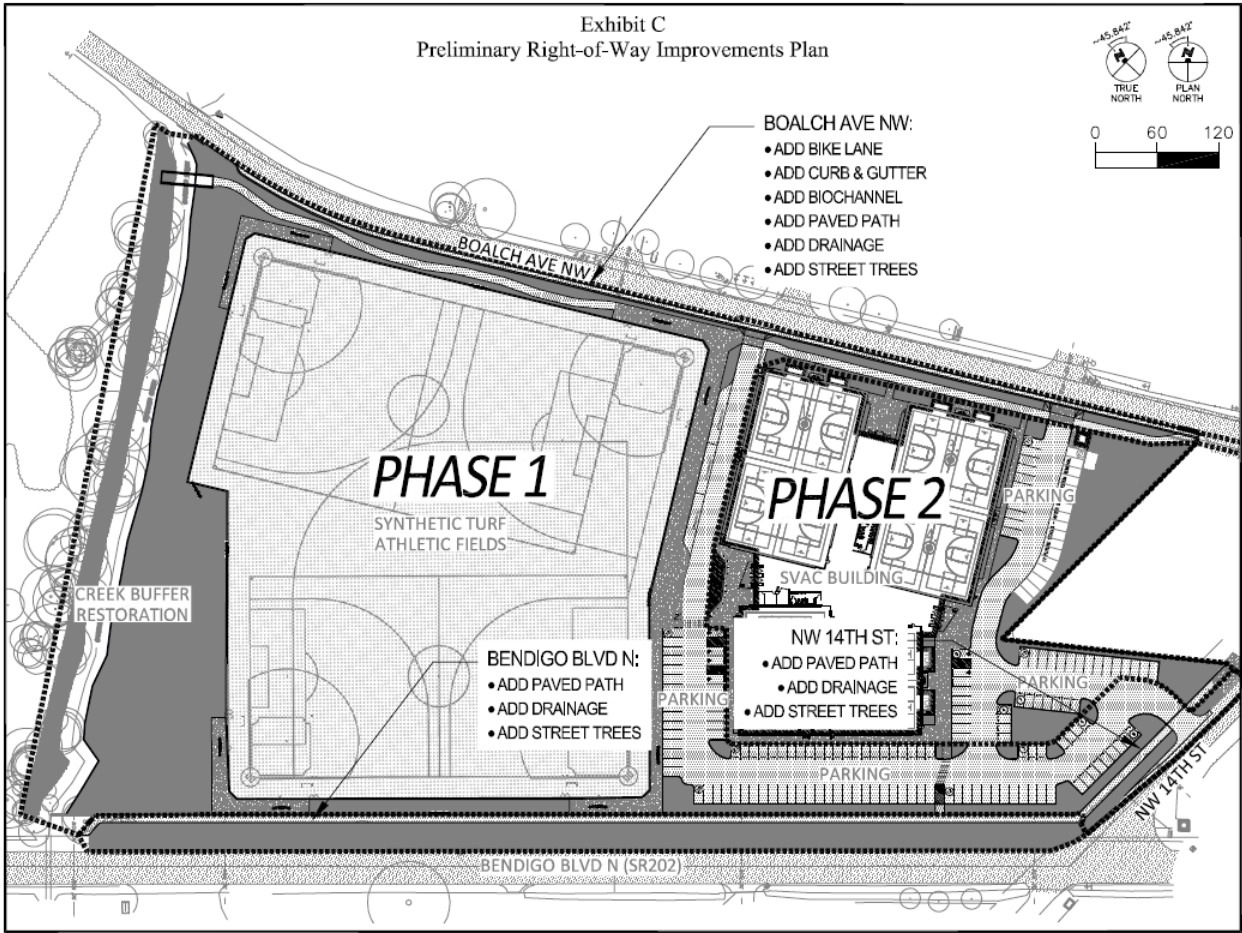 Exhibit C
Preliminary Right-of-Way Improvements Plan
~45.842'
~45.842'
N
N
TRUE
NORTH
PLAN
NORTH
0 60 120
BOALCH AVE NW:
• ADD BIKE LANE
• ADD CURB & GUTTER
• ADD BIOCHANNEL
• ADD PAVED PATH
• ADD DRAINAGE
• ADD STREET TREES
BOALCH AVE NW
PHASE 1
SYNTHETIC TURF
ATHLETIC FIELDS
PHASE 2
PARKING
SVAC BUILDING
CREEK BUFFER
RESTORATION
NW 14TH ST:
• ADD PAVED PATH
• ADD DRAINAGE
• ADD STREET TREES
BENDIGO BLVD N:
• ADD PAVED PATH
• ADD DRAINAGE
• ADD STREET TREES
PARKING
PARKING
PARKING
NW 14TH ST
BENDIGO BLVD N (SR202)